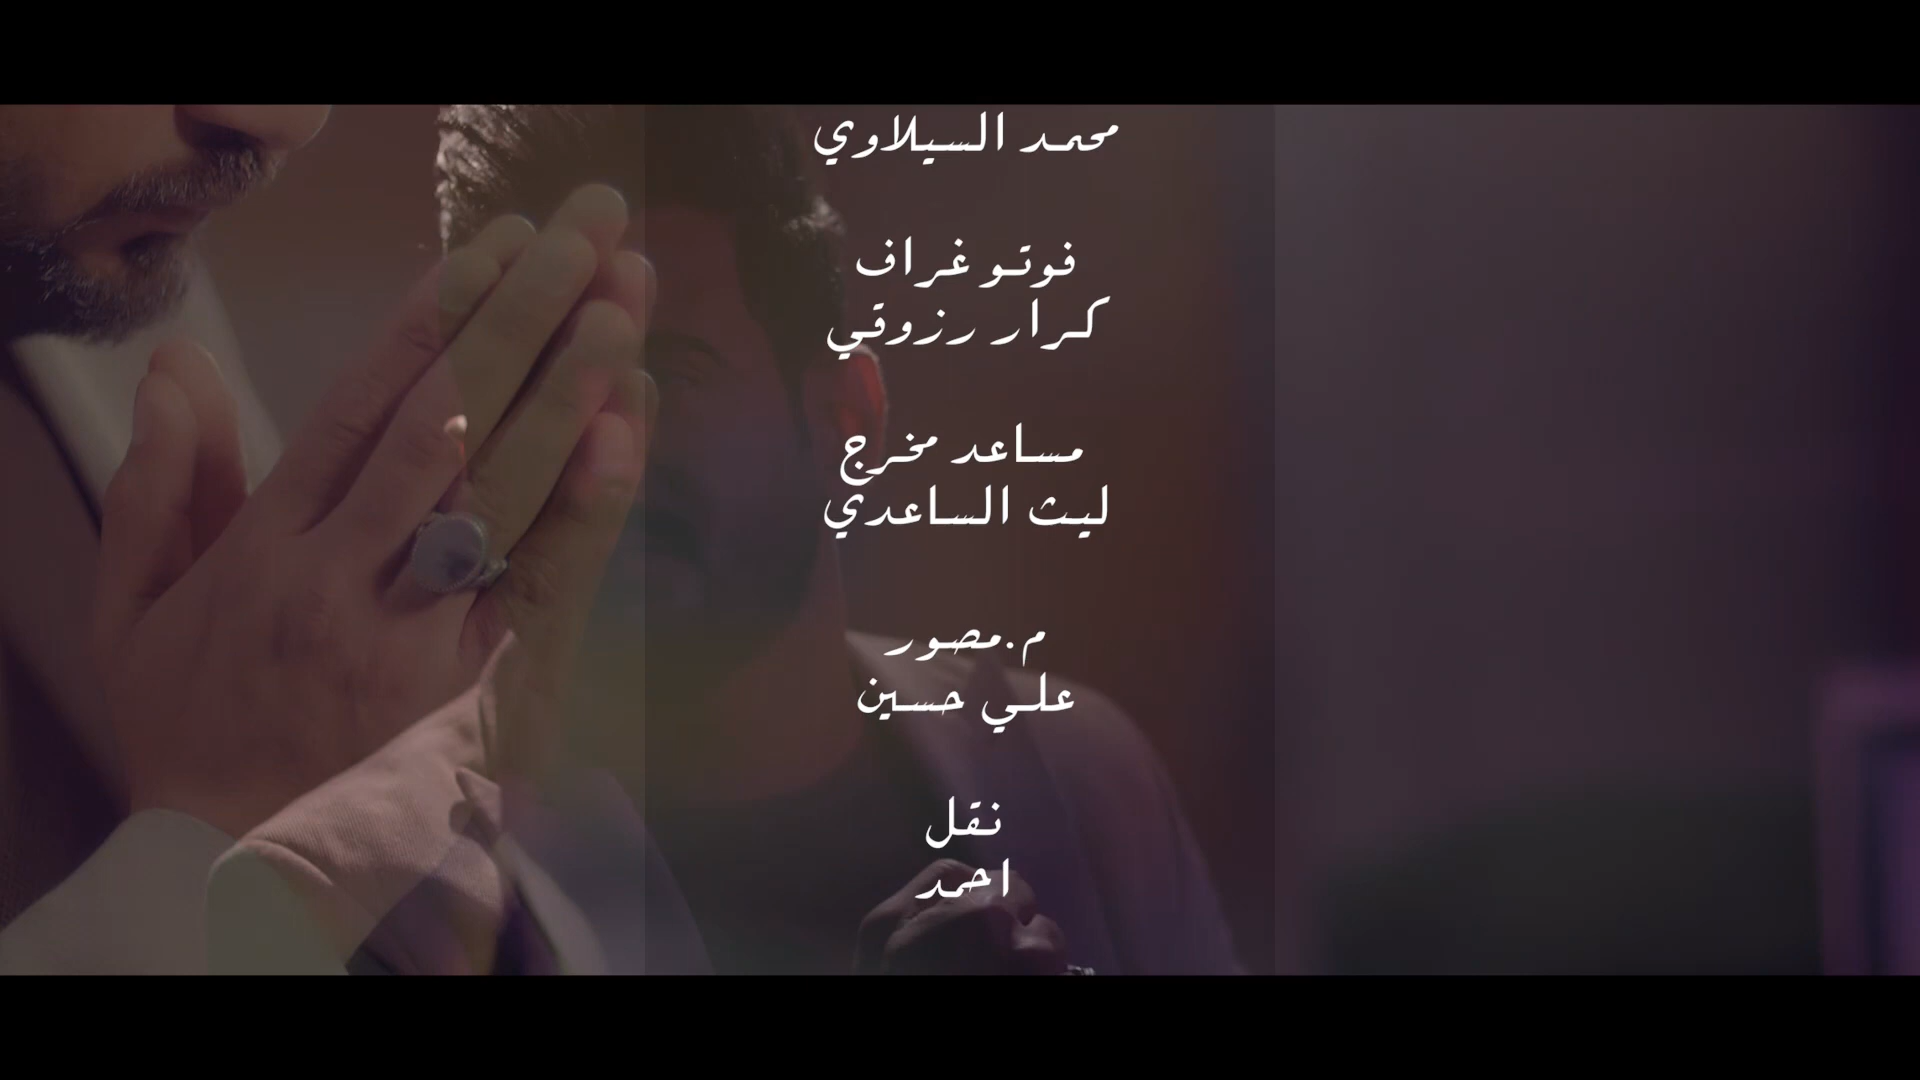 محمد السيلاوي
فوتو غراف
كرار رزوقي
مساعد مخرج
ليث الساعدي
م.مصور
علي حسين
نقل
احمد